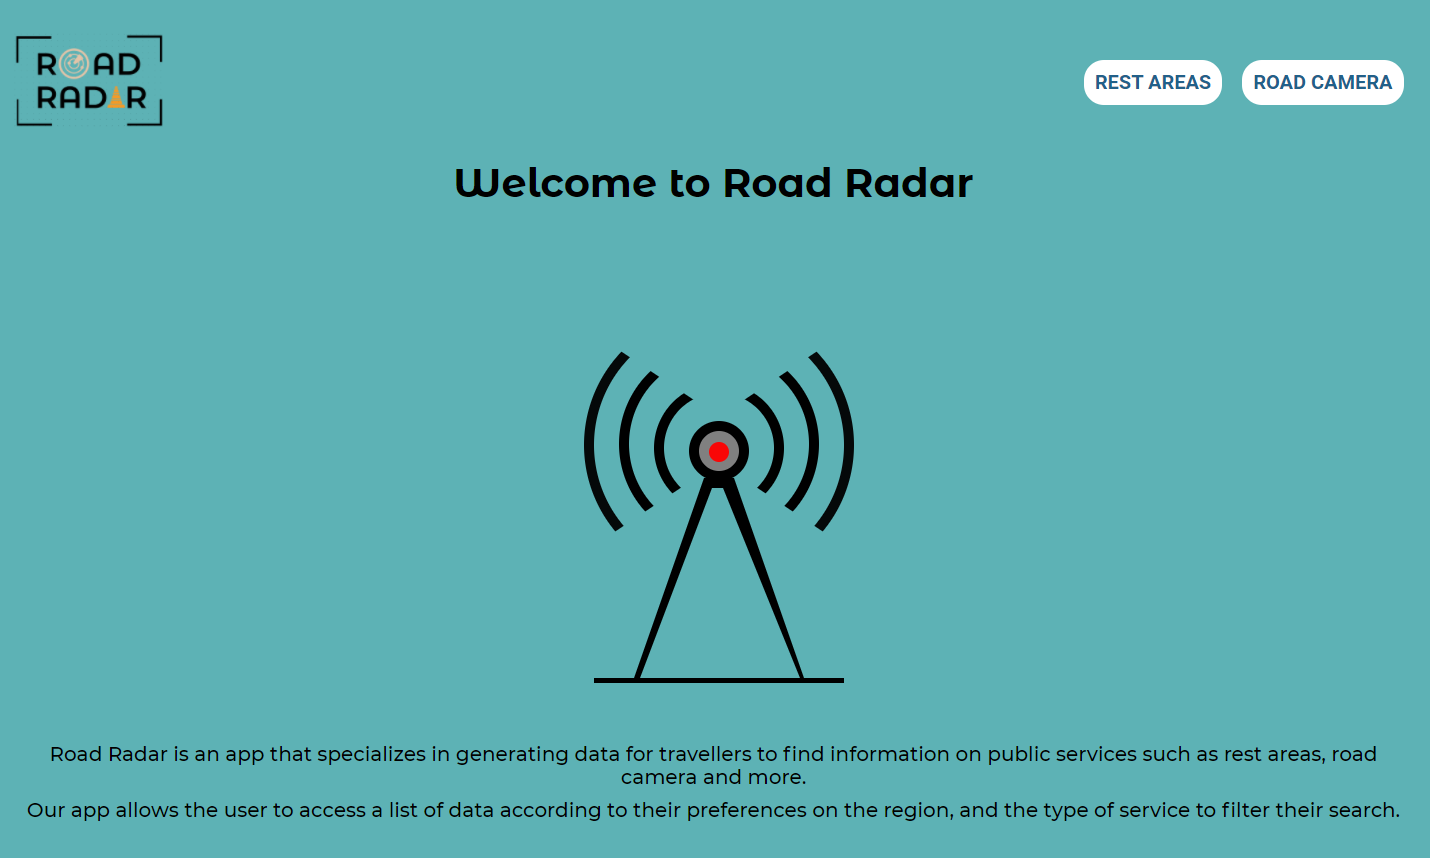 ROAD
RADAR
REST AREAS
ROAD CAMERA
Welcome to Road Radar
Road Radar is an app that specializes in generating data for travellers to find information on public services such as rest areas, road
camera and more.
Our app allows the user to access a list of data according to their preferences on the region, and the type of service to filter their search.